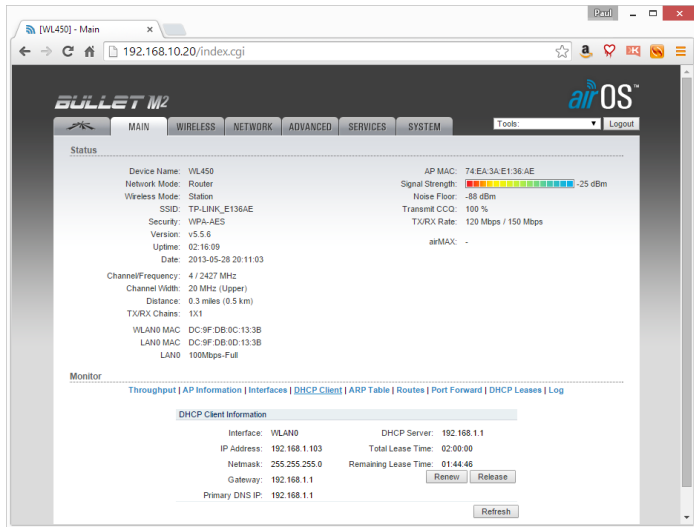 Paul
[WL450] - Main
192.168.10.20/index.cgi
BULLET M2
airOS™
MAIN WIRELESS NETWORK ADVANCED SERVICES SYSTEM Tools: Logout
Status
Device Name: WL450
Network Mode: Router
Wireless Mode: Station
SSID: TP-LINK_E136AE
Security: WPA-AES
Version: v5.5.6
Uptime: 02:16:09
Date: 2013-05-28 20:11:03
Channel/Frequency: 4 / 2427 MHz
Channel Width: 20 MHz (Upper)
Distance: 0.3 miles (0.5 km)
TX/RX Chains: 1X1
WLAN0 MAC DC:9F:DB:0C:13:3B
LAN0 MAC DC:9F:DB:0D:13:3B
LAN0 100Mbps-Full
AP MAC: 74:EA:3A:E1:36:AE
Signal Strength: -25 dBm
Noise Floor: -88 dBm
Transmit CCQ: 100 %
TX/RX Rate: 120 Mbps / 150 Mbps
airMAX: -
Monitor
Throughput | AP Information | Interfaces | DHCP Client | ARP Table | Routes | Port Forward | DHCP Leases | Log
DHCP Client Information
Interface: WLAN0
IP Address: 192.168.1.103
Netmask: 255.255.255.0
Gateway: 192.168.1.1
Primary DNS IP: 192.168.1.1
DHCP Server: 192.168.1.1
Total Lease Time: 02:00:00
Remaining Lease Time: 01:44:46
Renew Release
Refresh